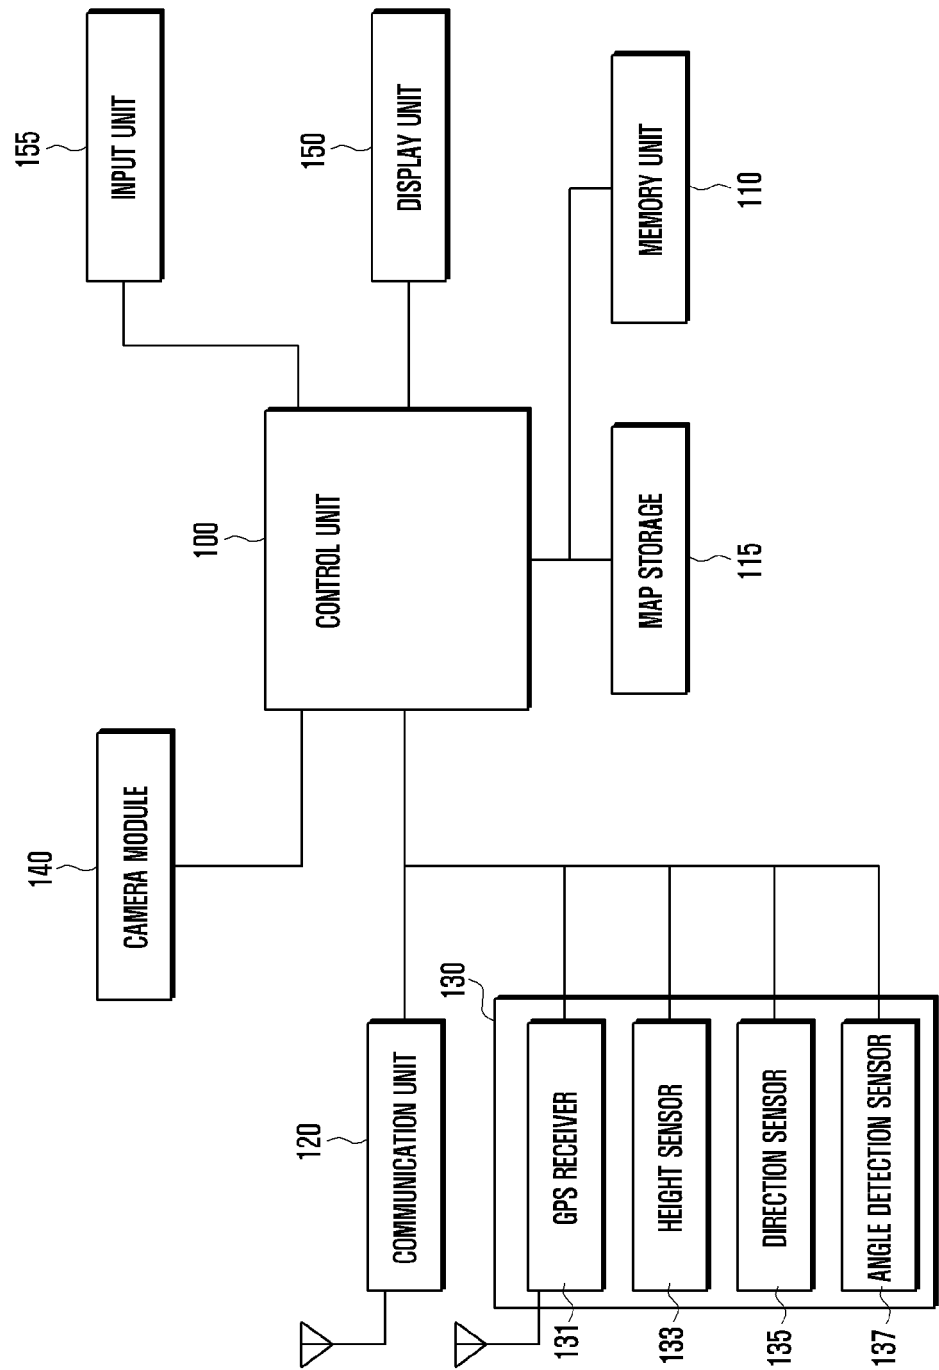 140
CAMERA MODULE
155
INPUT UNIT
100
CONTROL UNIT
120
COMMUNICATION UNIT
150
DISPLAY UNIT
130
131
GPS RECEIVER
133
HEIGHT SENSOR
135
DIRECTION SENSOR
137
ANGLE DETECTION SENSOR
MAP STORAGE
115
MEMORY UNIT
110